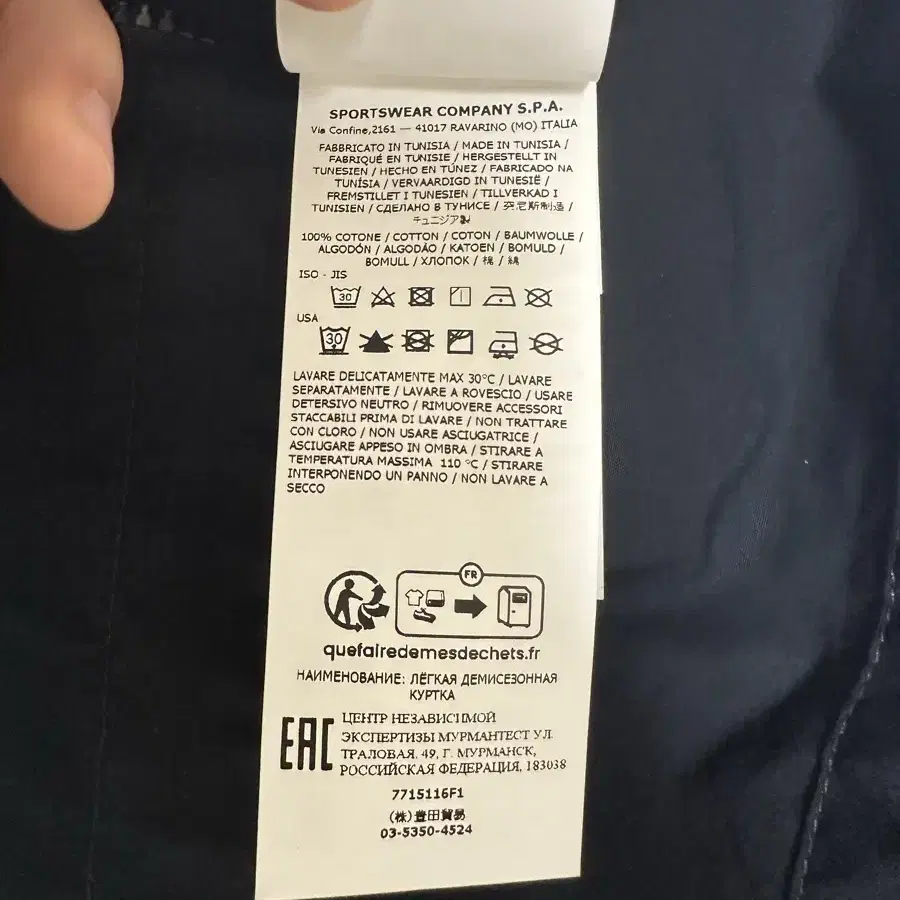 SPORTSWEAR COMPANY S.P.A.
Via Confine,2161 — 41017 RAVARINO (MO) ITALIA
FABBRICATO IN TUNISIA / MADE IN TUNISIA /
FABRIQUÉ EN TUNISIE / HERGESTELLT IN
TUNESIEN / HECHO EN TÚNEZ / FABRICADO NA
TUNÍSIA / VERVAARDIGD IN TUNESIË /
FREMSTILLET I TUNESIEN / TILLVERKAD I
TUNISIEN / СДЕЛАНО В ТУНИСЕ / 突尼斯制造 /
チュニジア製
100% COTONE / COTTON / COTON / BAUMWOLLE /
ALGODÓN / ALGODÃO / KATOEN / BOMULD /
BOMULL / ХЛОПОК / 棉 / 綿
ISO - JIS
30
USA
30
LAVARE DELICATAMENTE MAX 30°C / LAVARE
SEPARATAMENTE / LAVARE A ROVESCIO / USARE
DETERSIVO NEUTRO / RIMUOVERE ACCESSORI
STACCABILI PRIMA DI LAVARE / NON TRATTARE
CON CLORO / NON USARE ASCIUGATRICE /
ASCIUGARE APPESO IN OMBRA / STIRARE A
TEMPERATURA MASSIMA 110 °C / STIRARE
INTERPONENDO UN PANNO / NON LAVARE A
SECCO
FR
quefairedemesdechets.fr
НАИМЕНОВАНИЕ: ЛЁГКАЯ ДЕМИСЕЗОННАЯ
КУРТКА
EAC
ЦЕНТР НЕЗАВИСИМОЙ
ЭКСПЕРТИЗЫ МУРМАНТЕСТ УЛ.
ТРАЛОВАЯ, 49, Г. МУРМАНСК,
РОССИЙСКАЯ ФЕДЕРАЦИЯ, 183038
7715116F1
(株)豊田貿易
03-5350-4524